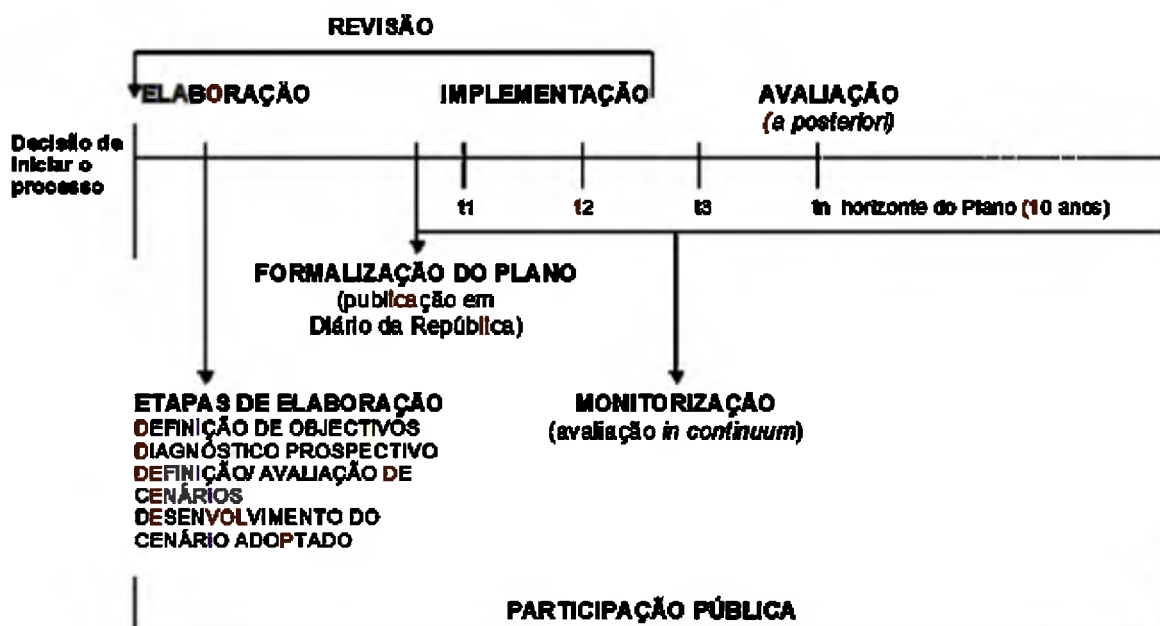 REVISÃO
ELABORAÇÃO
IMPLEMENTAÇÃO
AVALIAÇÃO
(a posteriori)
Decisão de
iniciar o
processo
t1
t2
t3
tn horizonte do Plano (10 anos)
FORMALIZAÇÃO DO PLANO
(publicação em
Diário da República)
ETAPAS DE ELABORAÇÃO
DEFINIÇÃO DE OBJECTIVOS
DIAGNÓSTICO PROSPECTIVO
DEFINIÇÃO/ AVALIAÇÃO DE
CENÁRIOS
DESENVOLVIMENTO DO
CENÁRIO ADOPTADO
MONITORIZAÇÃO
(avaliação in continuum)
PARTICIPAÇÃO PÚBLICA